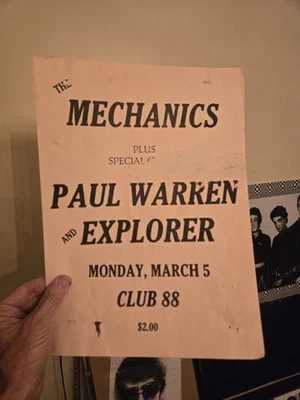 THE
MECHANICS
PLUS
SPECIAL
PAUL WARREN
AND EXPLORER
MONDAY, MARCH 5
CLUB 88
$2.00